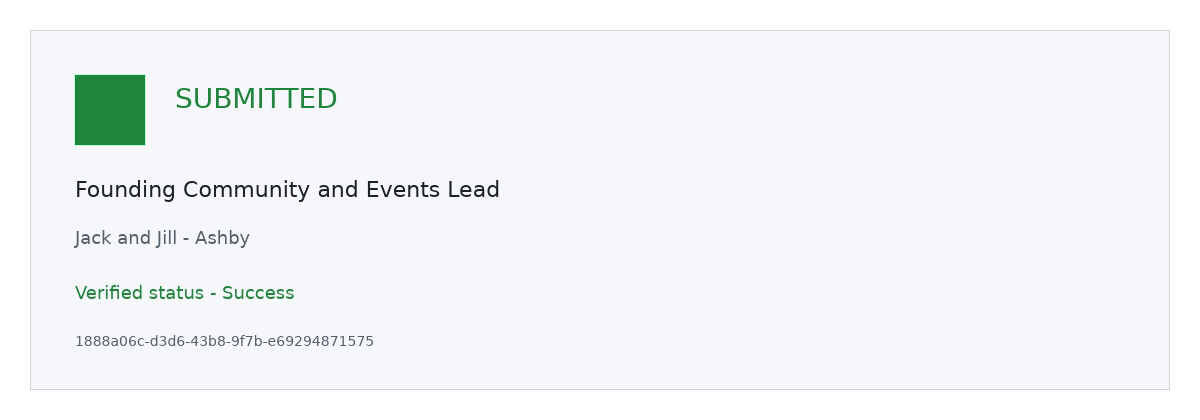 SUBMITTED
Founding Community and Events Lead
Jack and Jill - Ashby
Verified status - Success
1888a06c-d3d6-43b8-9f7b-e69294871575